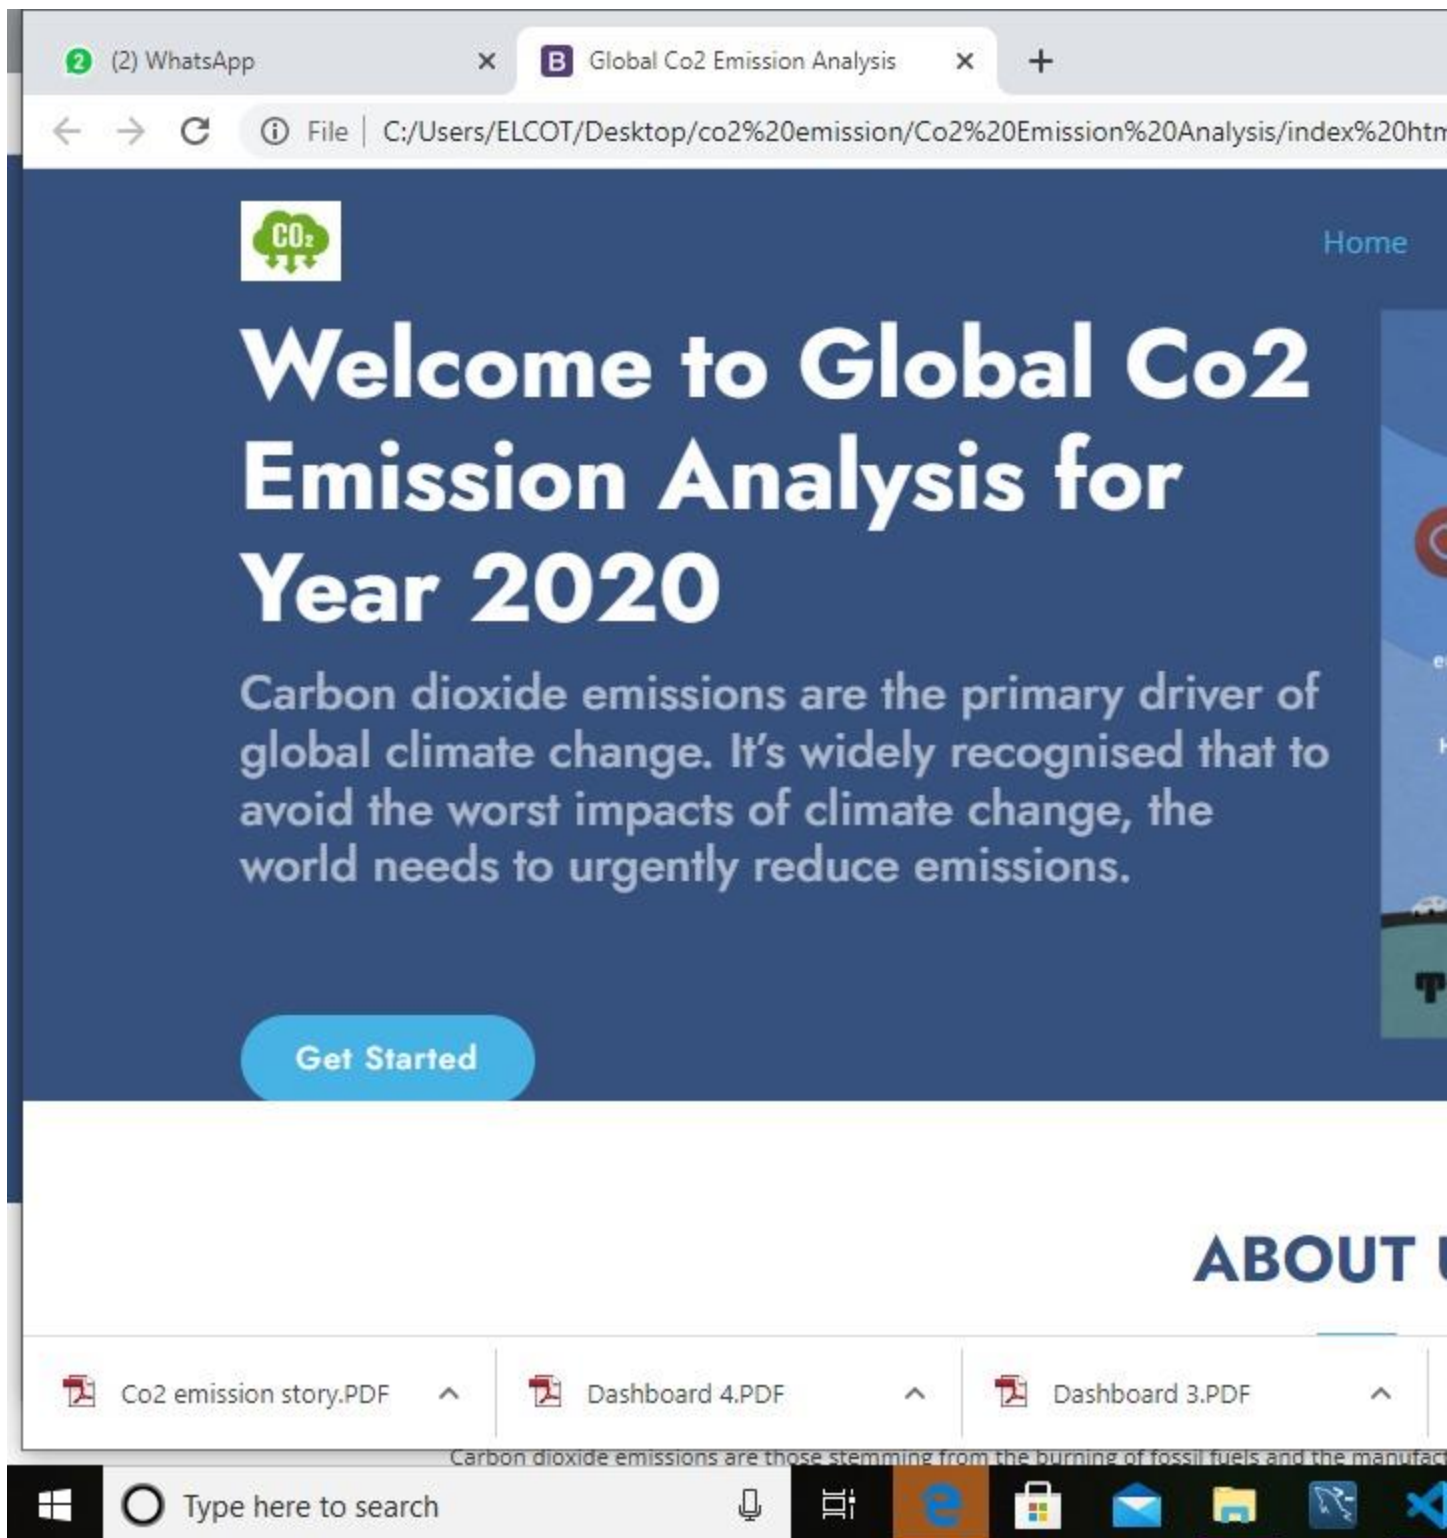 2 (2) WhatsApp
B Global Co2 Emission Analysis
File C:/Users/ELCOT/Desktop/co2%20emission/Co2%20Emission%20Analysis/index%20htm
CO2
Home
Welcome to Global Co2
Emission Analysis for
Year 2020
Carbon dioxide emissions are the primary driver of
global climate change. It’s widely recognised that to
avoid the worst impacts of climate change, the
world needs to urgently reduce emissions.
Get Started
ABOUT
Co2 emission story.PDF
Dashboard 4.PDF
Dashboard 3.PDF
Carbon dioxide emissions are those stemming from the burning of fossil fuels and the manufact
Type here to search